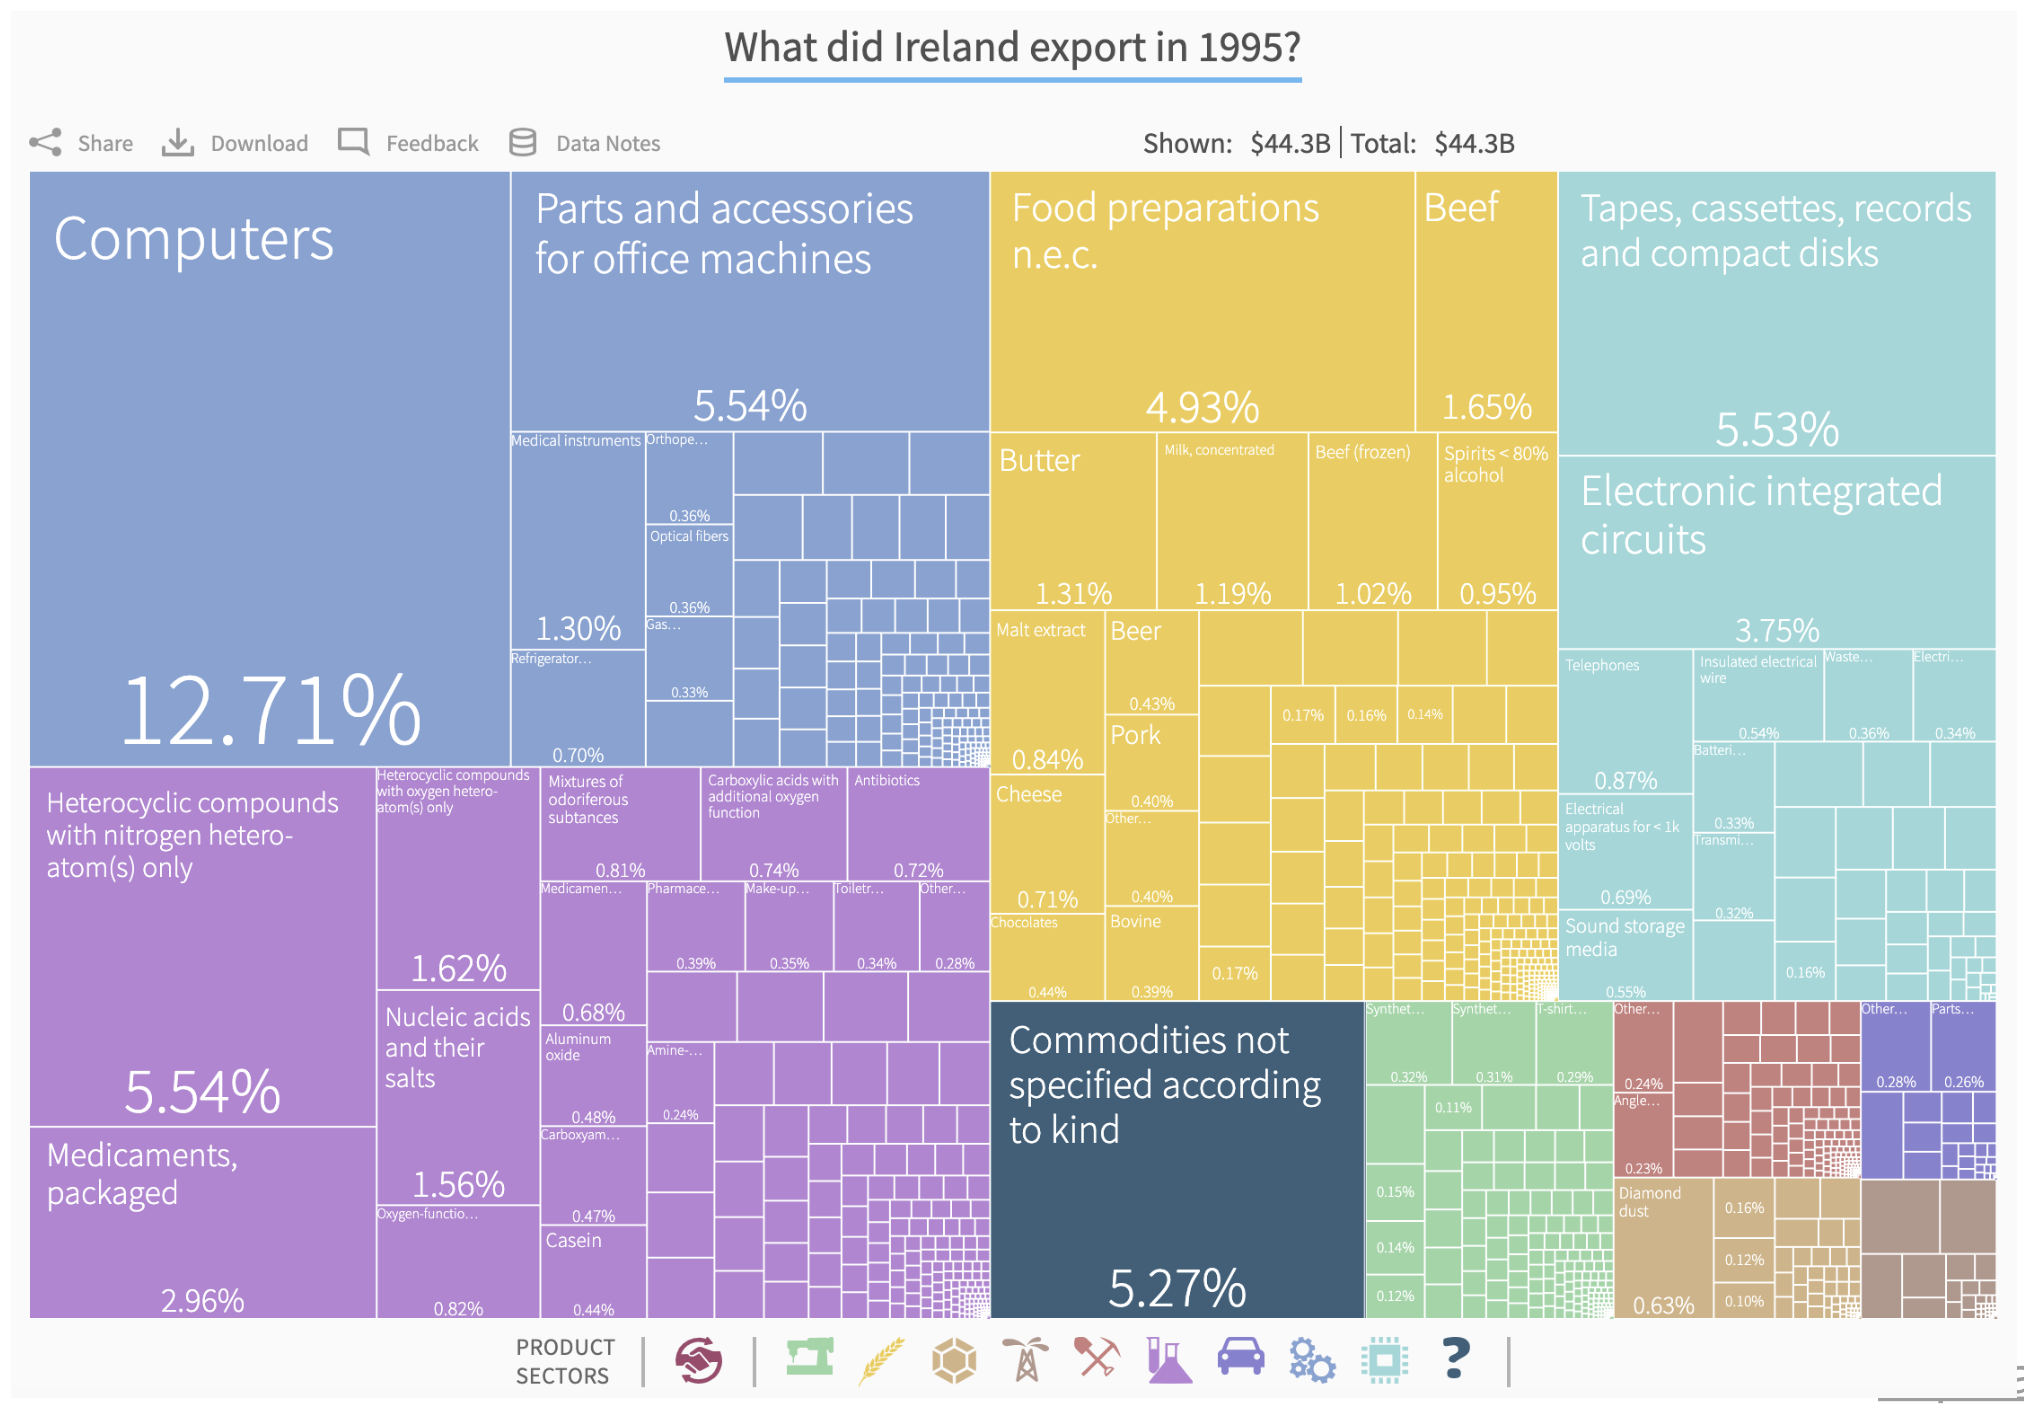 What did Ireland export in 1995?
Share
Download
Feedback
Data Notes
Shown: $44.3B
Total: $44.3B
Computers
12.71%
Parts and accessories
for office machines
5.54%
Medical instruments
1.30%
Refrigerator...
0.70%
Orthope...
0.36%
Optical fibers
0.36%
Gas...
0.33%
Food preparations
n.e.c.
4.93%
Beef
1.65%
Butter
1.31%
Milk, concentrated
1.19%
Beef (frozen)
1.02%
Spirits < 80%
alcohol
0.95%
Malt extract
0.84%
Cheese
0.71%
Chocolates
0.44%
Beer
0.43%
Pork
0.40%
Other...
0.40%
Bovine
0.39%
0.17%
0.16%
0.14%
0.17%
Tapes, cassettes, records
and compact disks
5.53%
Electronic integrated
circuits
3.75%
Telephones
0.87%
Electrical
apparatus for < 1k
volts
0.69%
Sound storage
media
0.55%
Insulated electrical
wire
0.54%
Waste...
0.36%
Electri...
0.34%
Batteri...
0.33%
Transmi...
0.32%
0.16%
Heterocyclic compounds
with nitrogen hetero-
atom(s) only
5.54%
Medicaments,
packaged
2.96%
Heterocyclic compounds
with oxygen hetero-
atom(s) only
1.62%
Nucleic acids
and their
salts
1.56%
Oxygen-functio...
0.82%
Mixtures of
odoriferous
subtances
0.81%
Carboxylic acids with
additional oxygen
function
0.74%
Antibiotics
0.72%
Medicamen...
0.68%
Aluminum
oxide
0.48%
Carboxyam...
0.47%
Casein
0.44%
Pharmace...
0.39%
Make-up...
0.35%
Toiletr...
0.34%
Other...
0.28%
Amine-...
0.24%
Commodities not
specified according
to kind
5.27%
Synthet...
0.32%
Synthet...
0.31%
T-shirt...
0.29%
0.11%
0.15%
0.14%
0.12%
Other...
0.24%
Angle...
0.23%
Other...
0.28%
Parts...
0.26%
Diamond
dust
0.63%
0.16%
0.12%
0.10%
PRODUCT
SECTORS
?